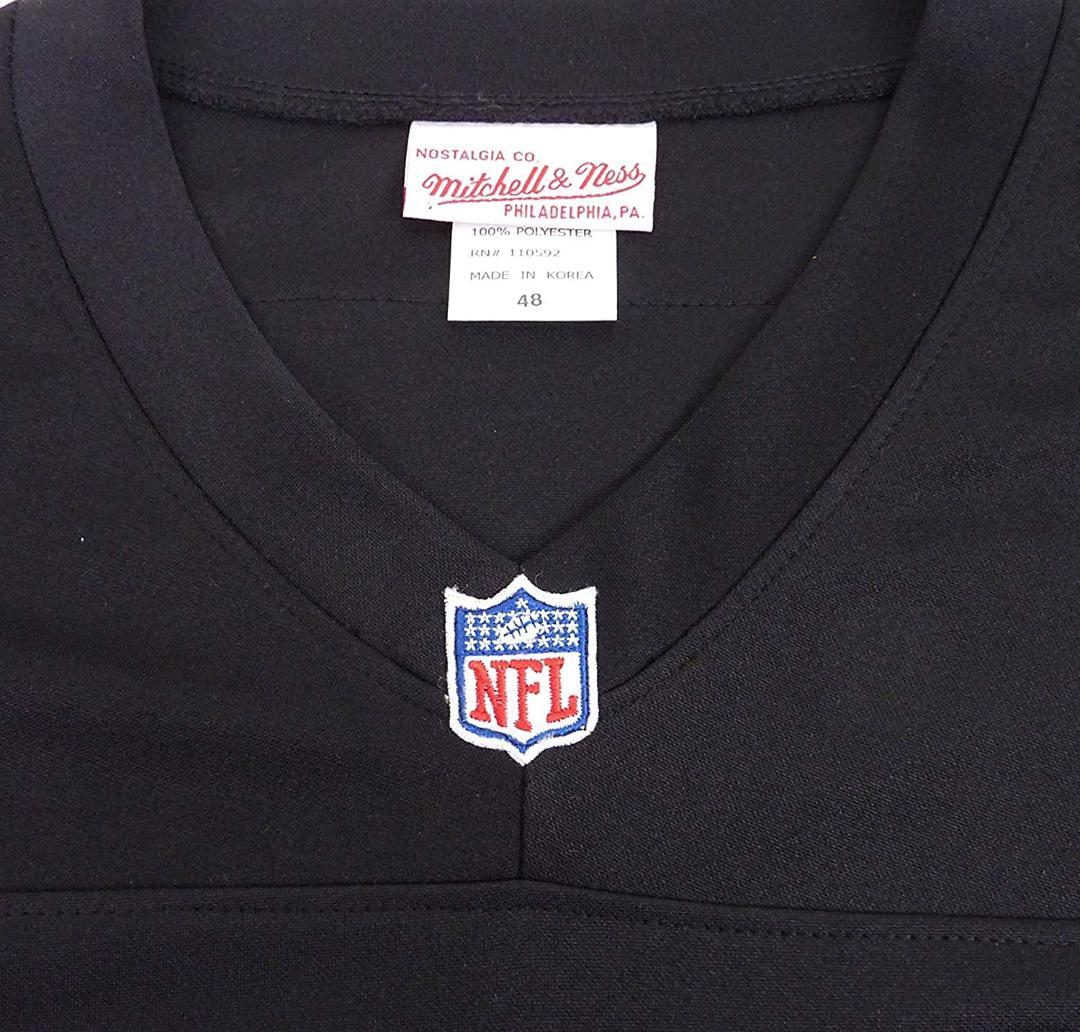 NOSTALGIA CO.
Mitchell & Ness
PHILADELPHIA, PA.
100% POLYESTER
RN# 110592
MADE IN KOREA
48
NFL